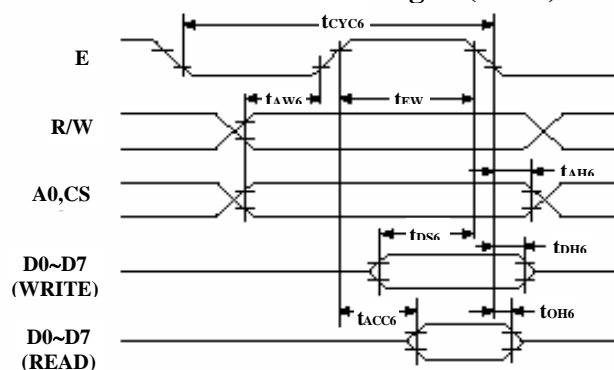 tCYC6
E
tAW6
tEW
R/W
tAH6
A0,CS
tDS6
tDH6
D0~D7
(WRITE)
tACC6
tOH6
D0~D7
(READ)